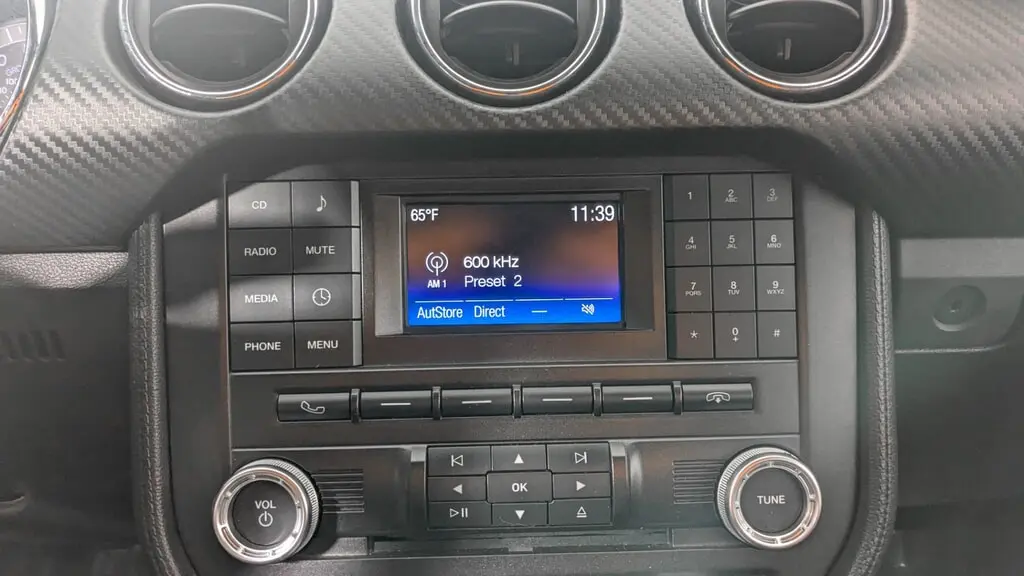 65°F 11:39
600 kHz
AM 1 Preset 2
AutStore Direct
CD
RADIO MUTE
MEDIA
PHONE MENU
1 2 ABC 3 DEF
4 GHI 5 JKL 6 MNO
7 PQRS 8 TUV 9 WXYZ
* 0 + #
OK
VOL
TUNE